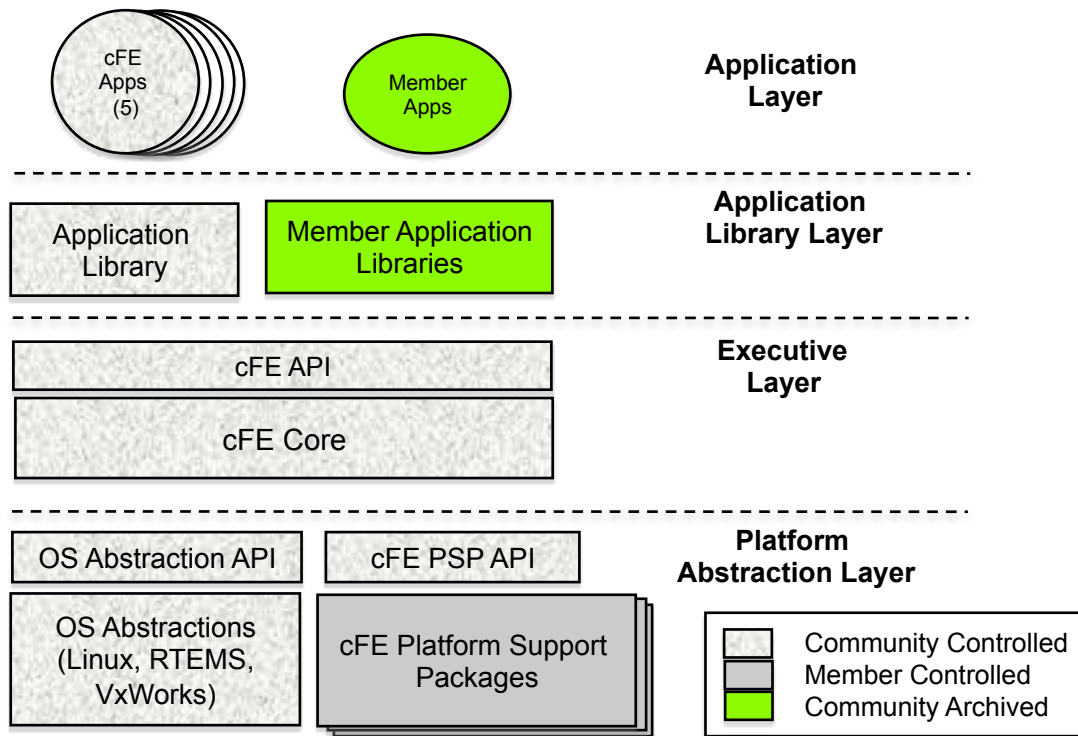 cFE
Apps
(5)
Member
Apps
Application
Layer
Application
Library
Member Application
Libraries
Application
Library Layer
cFE API
cFE Core
Executive
Layer
OS Abstraction API
cFE PSP API
Platform
Abstraction Layer
OS Abstractions
(Linux, RTEMS,
VxWorks)
cFE Platform Support
Packages
Community Controlled
Member Controlled
Community Archived